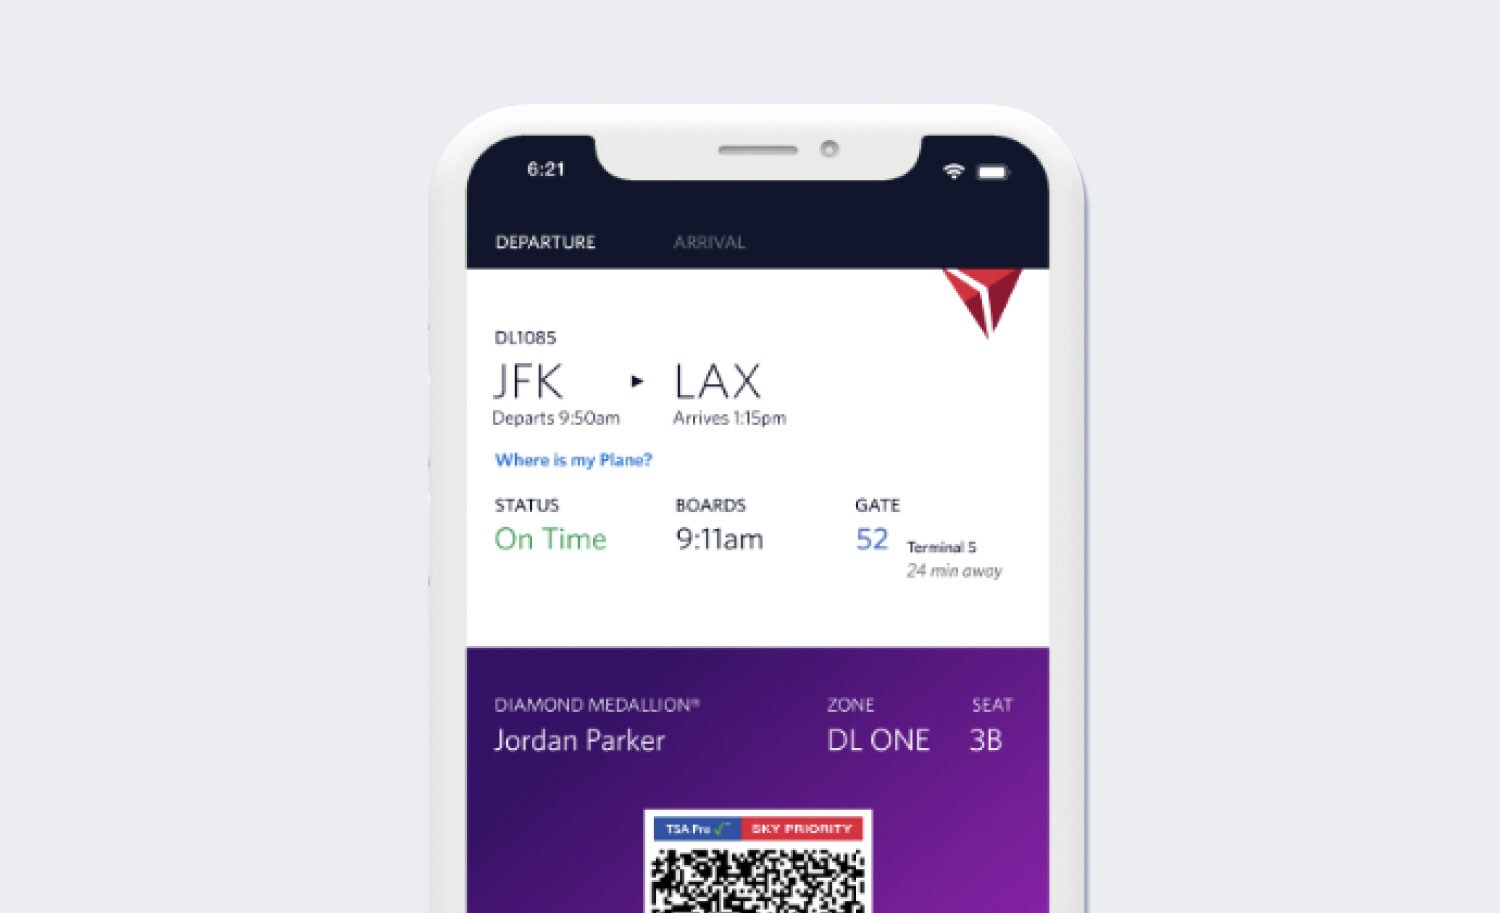 6:21
DEPARTURE ARRIVAL
DL1085
JFK ▸ LAX
Departs 9:50am Arrives 1:15pm
Where is my Plane?
STATUS BOARDS GATE
On Time 9:11am 52 Terminal 5
24 min away
DIAMOND MEDALLION® ZONE SEAT
Jordan Parker DL ONE 3B
TSA Pre✓™ SKY PRIORITY